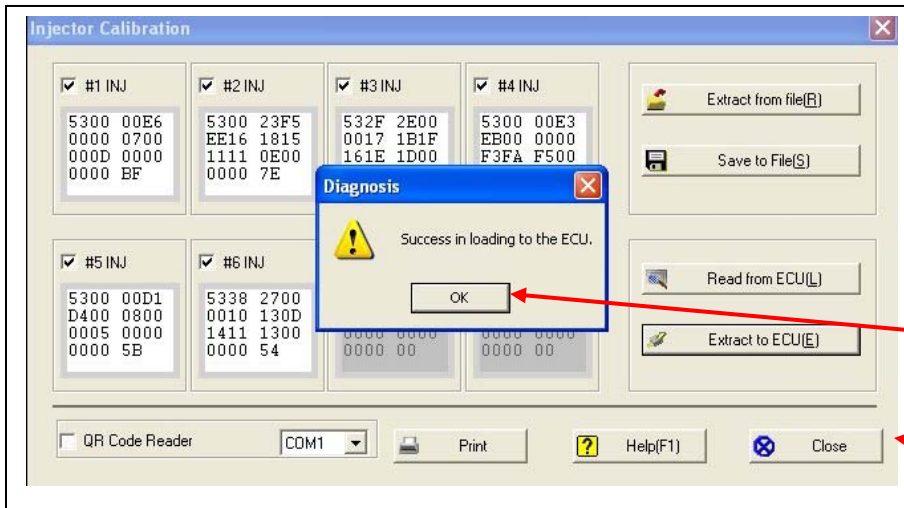 Injector Calibration
#1 INJ
5300 00E6
0000 0700
000D 0000
0000 BF
#2 INJ
5300 23F5
EE16 1815
1111 0E00
0000 7E
#3 INJ
532F 2E00
0017 1B1F
161E 1D00
#4 INJ
5300 00E3
EB00 0000
F3FA F500
Extract from file(R)
Save to File(S)
Diagnosis
Success in loading to the ECU.
OK
#5 INJ
5300 00D1
D400 0800
0005 0000
0000 5B
#6 INJ
5338 2700
0010 130D
1411 1300
0000 54
0000 0000
0000 00
0000 0000
0000 00
Read from ECU(L)
Extract to ECU(E)
QR Code Reader
COM1
Print
Help(F1)
Close